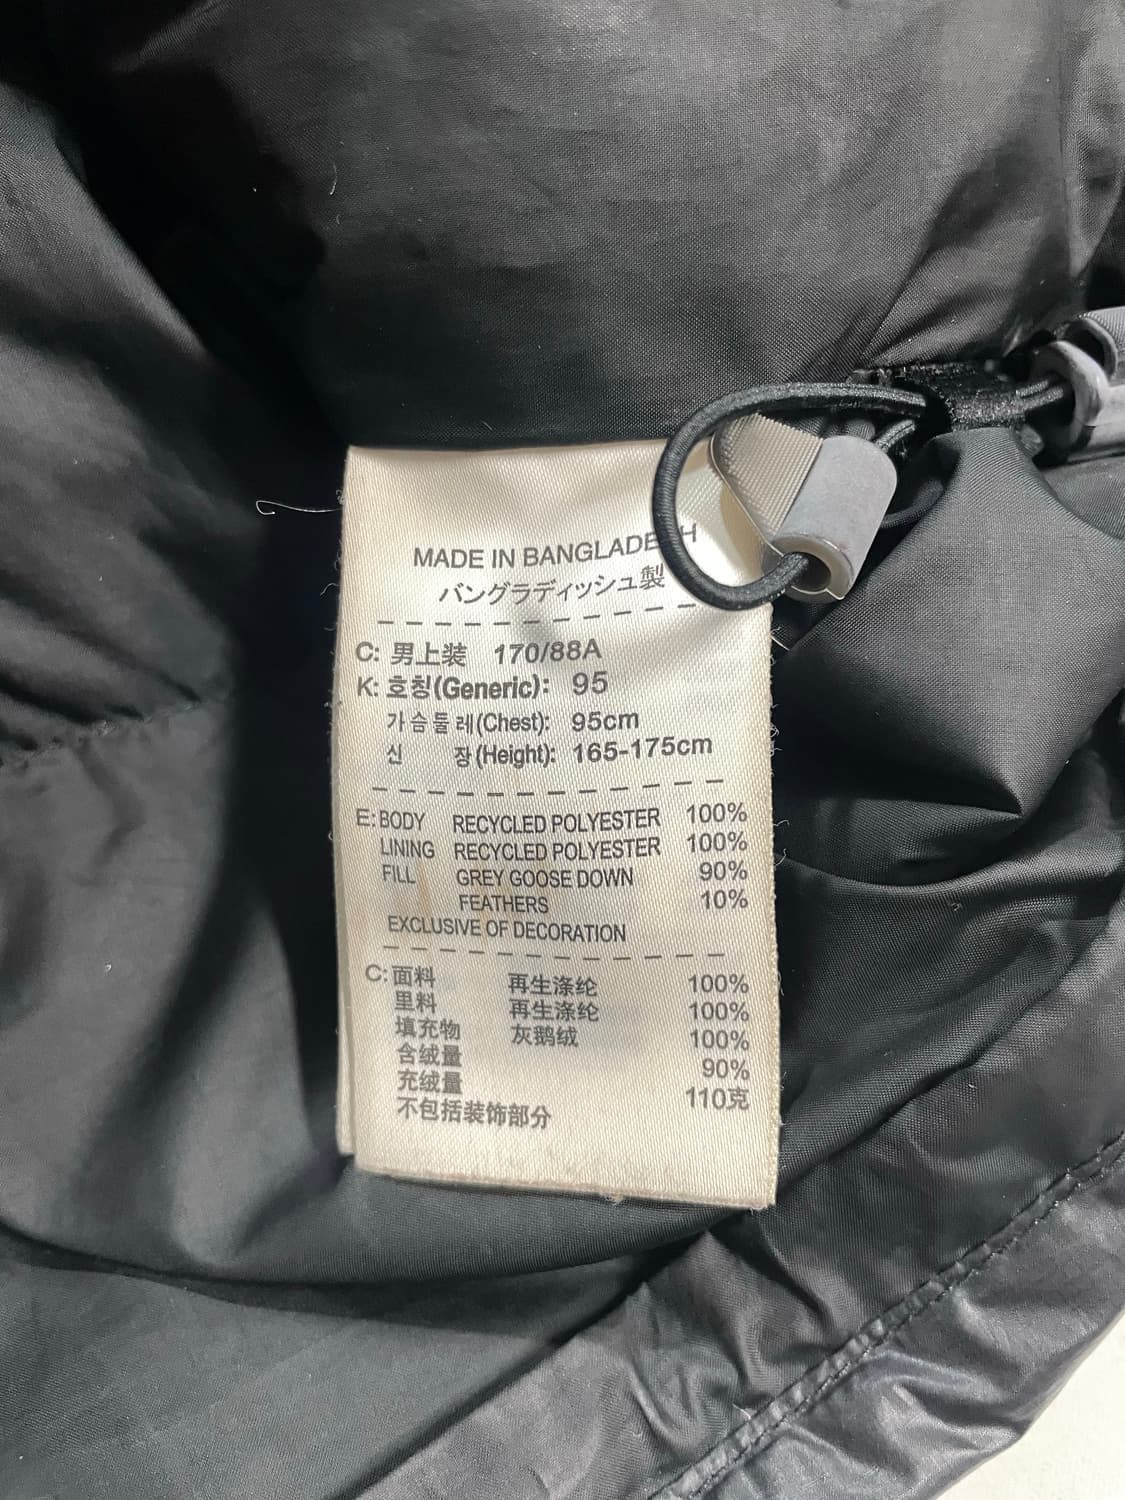 MADE IN BANGLADESH
バングラディッシュ製
C: 男上装 170/88A
K: 호칭(Generic): 95
가슴둘레(Chest): 95cm
신 장(Height): 165-175cm
E: BODY RECYCLED POLYESTER 100%
LINING RECYCLED POLYESTER 100%
FILL GREY GOOSE DOWN 90%
FEATHERS 10%
EXCLUSIVE OF DECORATION
C: 面料 再生涤纶 100%
里料 再生涤纶 100%
填充物 灰鹅绒 100%
含绒量 90%
充绒量 110克
不包括装饰部分